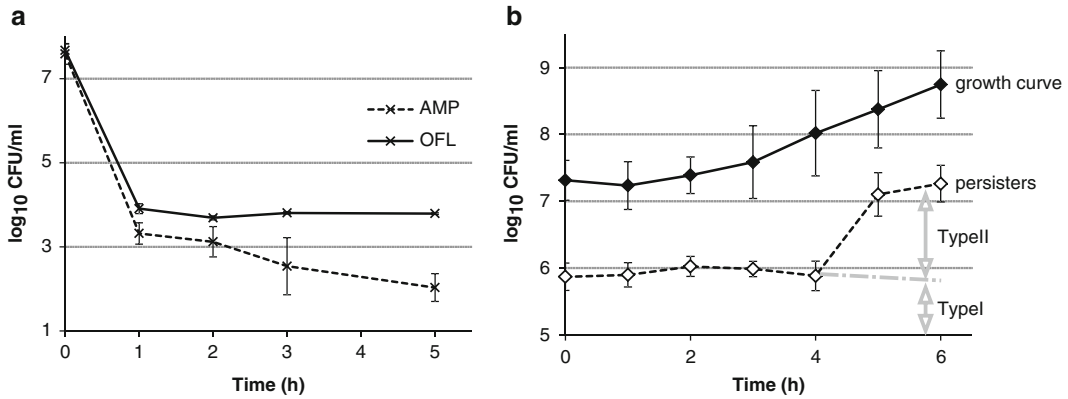 a
log10 CFU/ml
7
5
3
1
0
1
2
3
4
5
Time (h)
AMP
OFL
b
log10 CFU/ml
9
8
7
6
5
0
2
4
6
Time (h)
growth curve
persisters
TypeII
TypeI